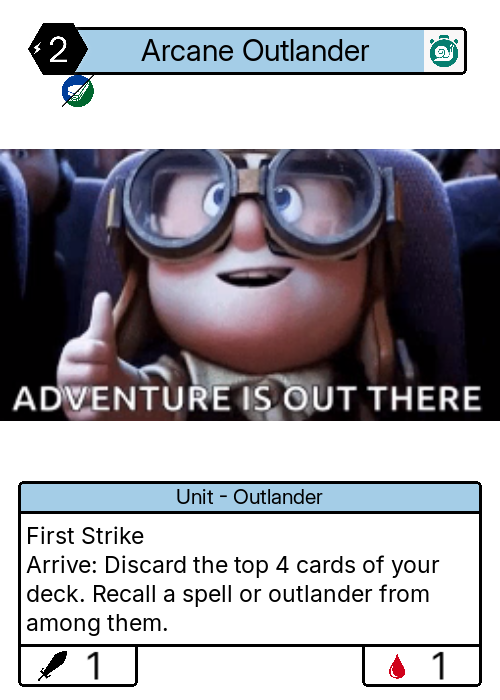 2
Arcane Outlander
ADVENTURE IS OUT THERE
Unit - Outlander
First Strike
Arrive: Discard the top 4 cards of your
deck. Recall a spell or outlander from
among them.
1
1